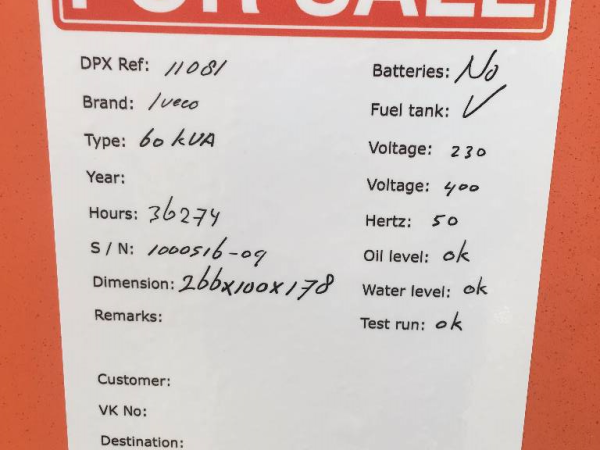 FOR SALE
DPX Ref: 11081
Brand: Iveco
Type: 60 kVA
Year:
Hours: 36274
S / N: 1000516-09
Dimension: 266x100x178
Remarks:
Customer:
VK No:
Destination:
Batteries: No
Fuel tank: ✓
Voltage: 230
Voltage: 400
Hertz: 50
Oil level: ok
Water level: ok
Test run: ok